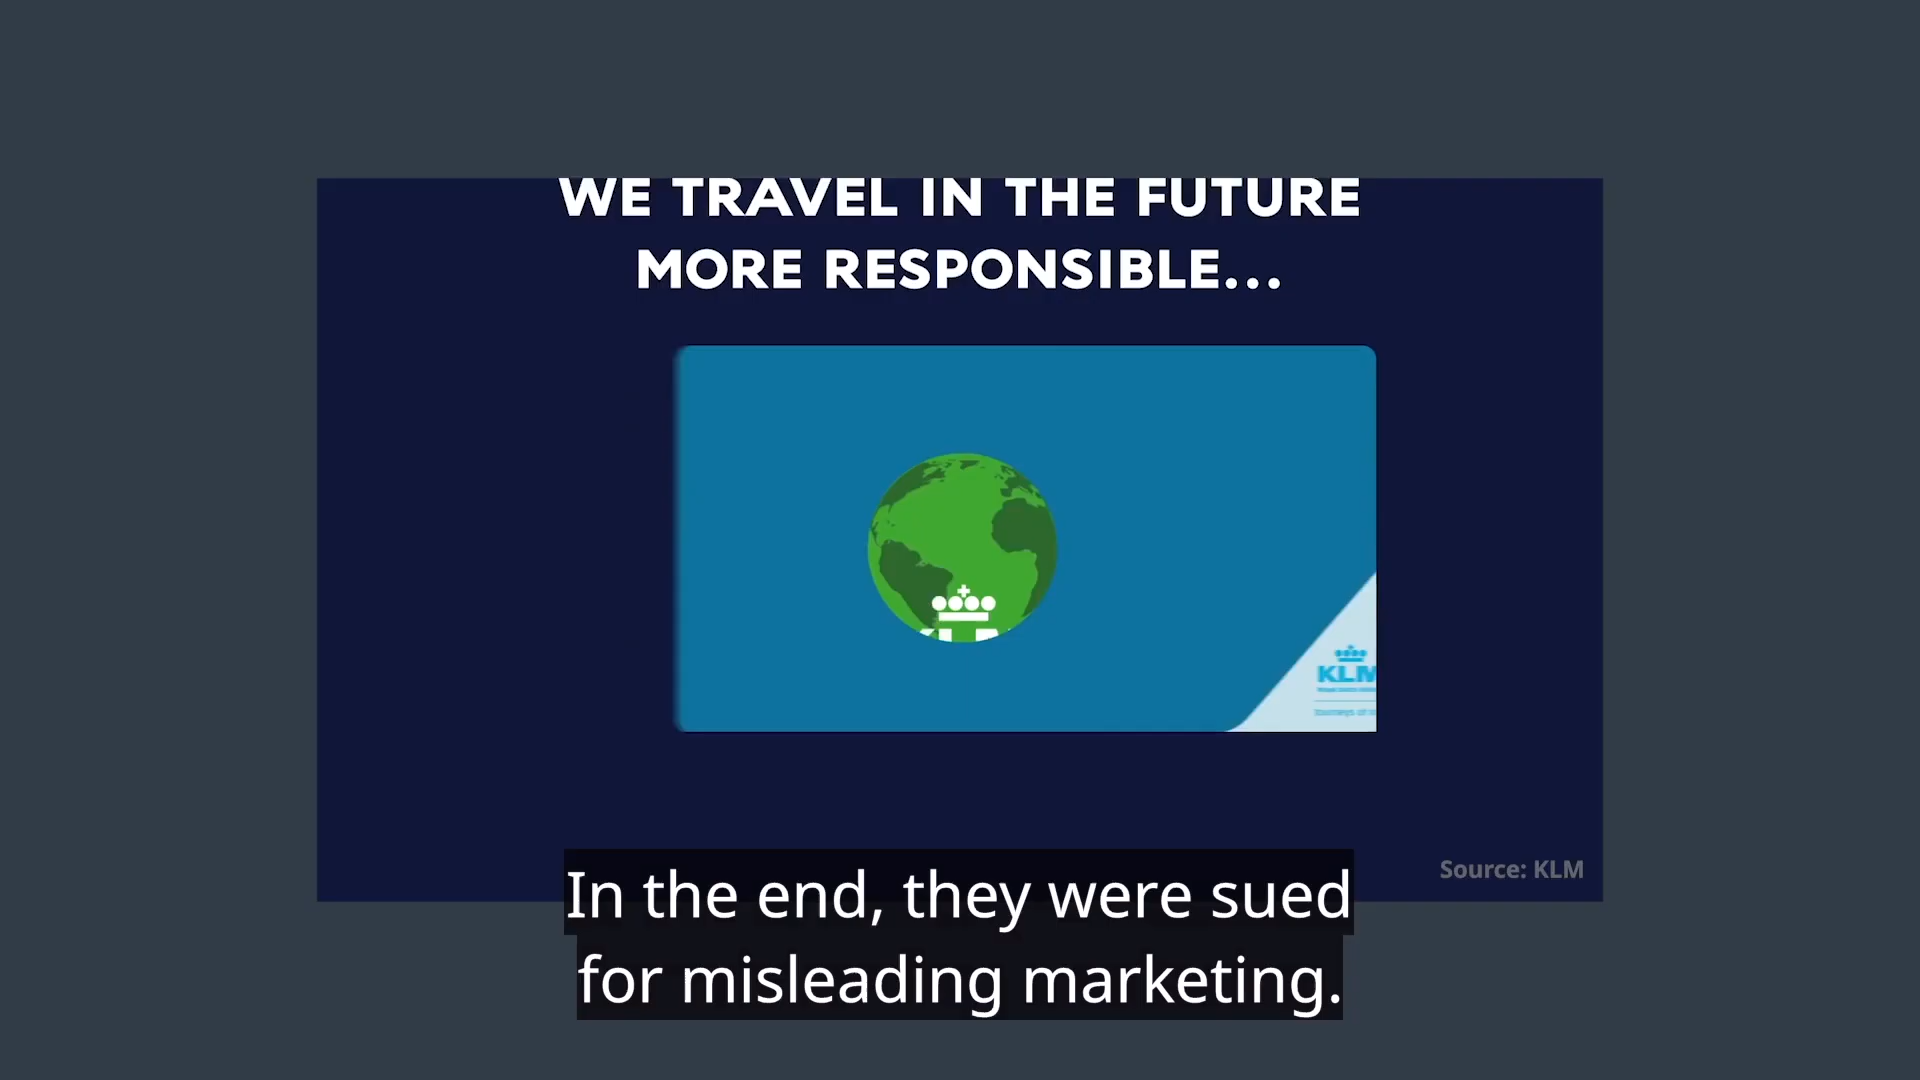 WE TRAVEL IN THE FUTURE
MORE RESPONSIBLE...
KLM
Source: KLM
In the end, they were sued
for misleading marketing.